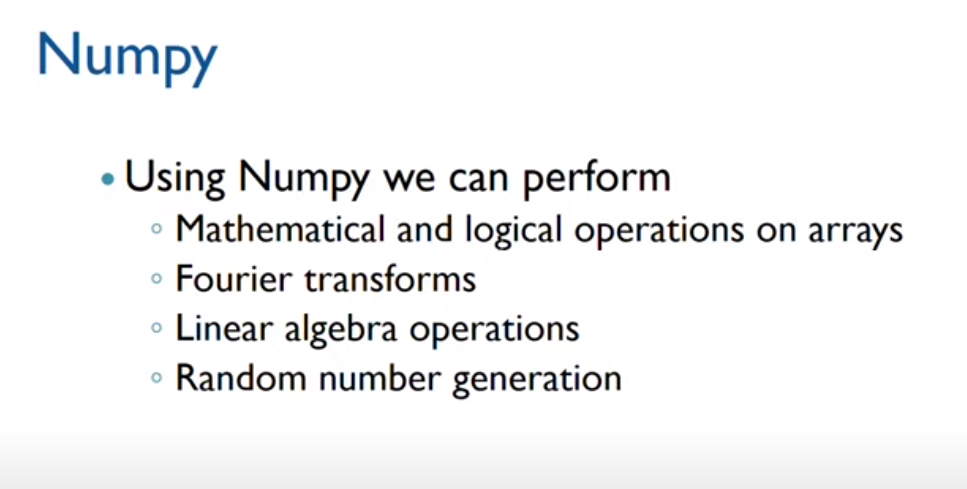 Numpy
• Using Numpy we can perform
◦ Mathematical and logical operations on arrays
◦ Fourier transforms
◦ Linear algebra operations
◦ Random number generation